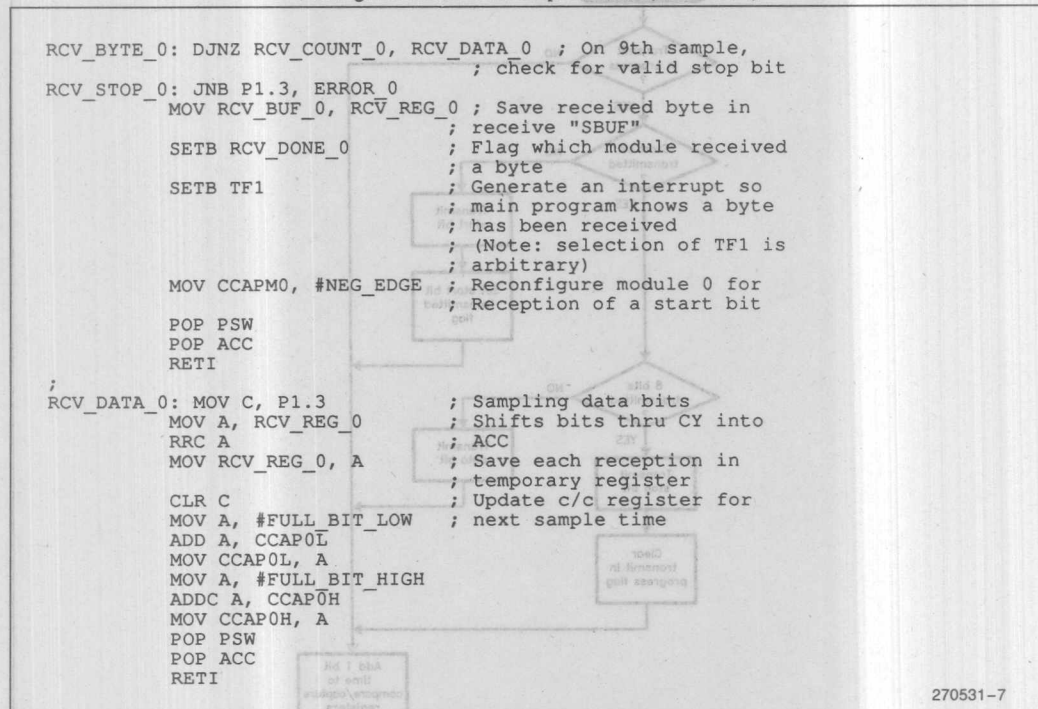 RCV_BYTE_0: DJNZ RCV_COUNT_0, RCV_DATA_0 ; On 9th sample,
; check for valid stop bit
RCV_STOP_0: JNB P1.3, ERROR_0
MOV RCV_BUF_0, RCV_REG_0 ; Save received byte in
; receive "SBUF"
SETB RCV_DONE_0 ; Flag which module received
; a byte
SETB TF1 ; Generate an interrupt so
; main program knows a byte
; has been received
; (Note: selection of TF1 is
; arbitrary)
MOV CCAPM0, #NEG_EDGE ; Reconfigure module 0 for
; Reception of a start bit
POP PSW
POP ACC
RETI
;
RCV_DATA_0: MOV C, P1.3 ; Sampling data bits
MOV A, RCV_REG_0 ; Shifts bits thru CY into
RRC A ; ACC
MOV RCV_REG_0, A ; Save each reception in
; temporary register
CLR C ; Update c/c register for
MOV A, #FULL_BIT_LOW ; next sample time
ADD A, CCAP0L
MOV CCAP0L, A
MOV A, #FULL_BIT_HIGH
ADDC A, CCAP0H
MOV CCAP0H, A
POP PSW
POP ACC
RETI
270531-7